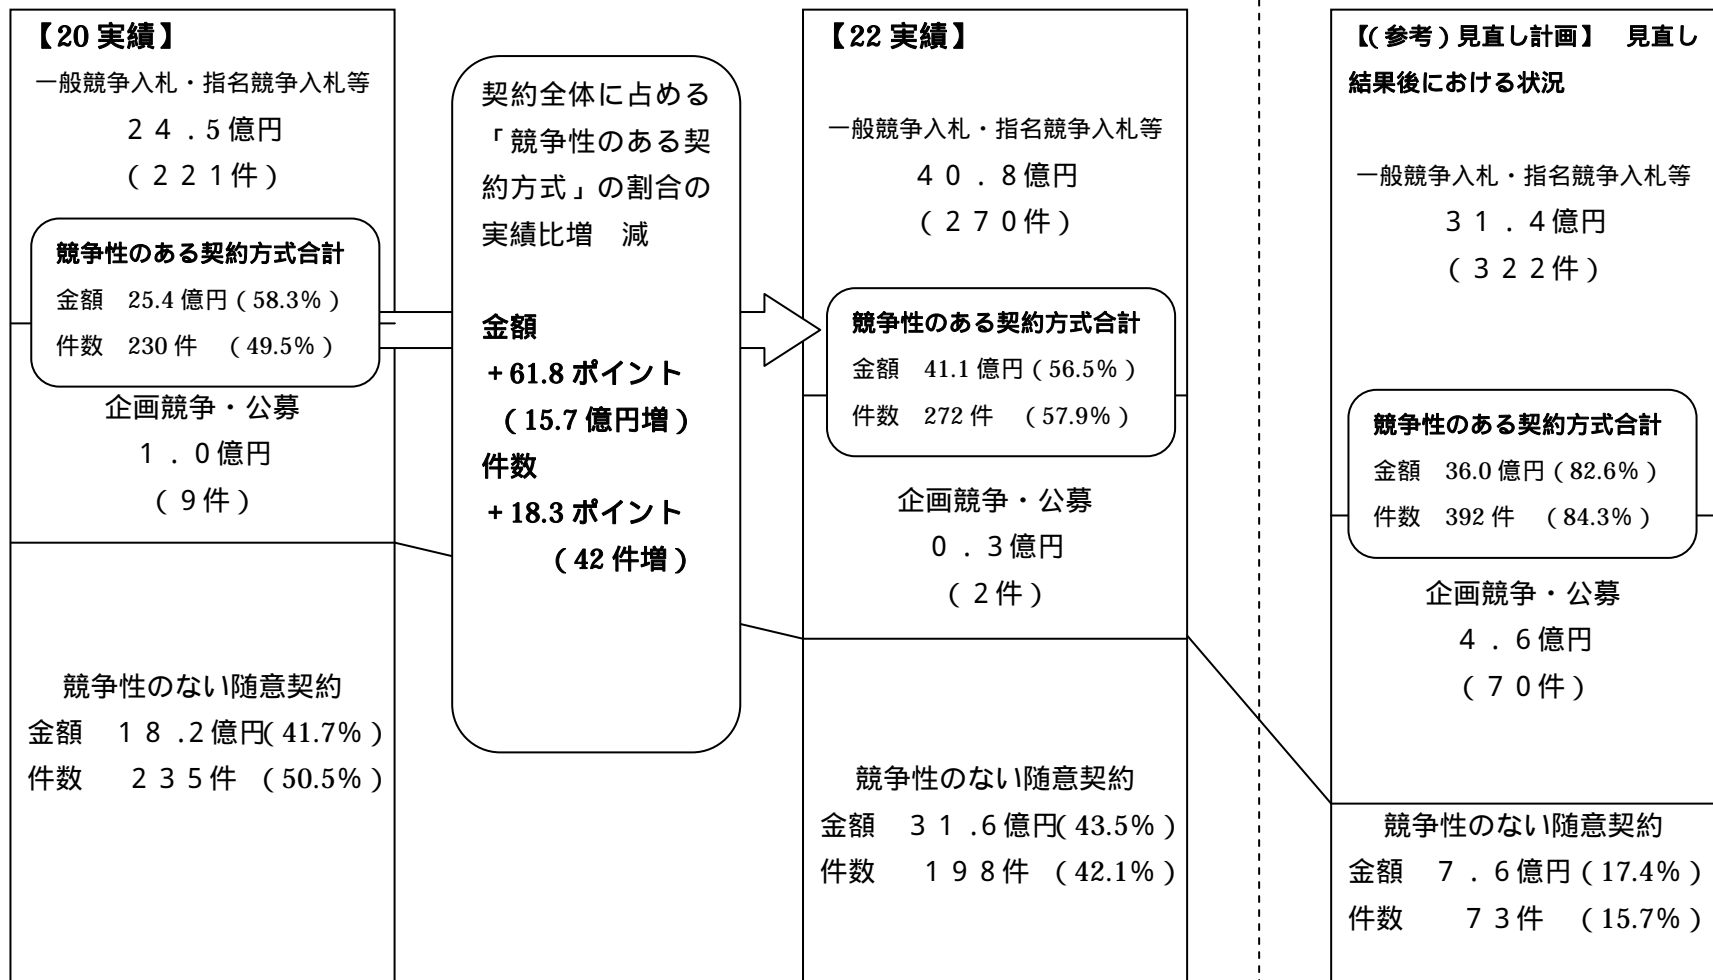 【20 実績】
一般競争入札・指名競争入札等
２４．５億円
（２２１件）
競争性のある契約方式合計
金額　25.4 億円（58.3%）
件数　230 件　（49.5%）
企画競争・公募
１．０億円
（９件）
競争性のない随意契約
金額　１８.２億円（41.7%）
件数　２３５件　（50.5%）
契約全体に占める
「競争性のある契
約方式」の割合の
実績比増　減
金額
+61.8 ポイント
（15.7 億円増）
件数
+18.3 ポイント
（42 件増）
【22 実績】
一般競争入札・指名競争入札等
４０．８億円
（２７０件）
競争性のある契約方式合計
金額　41.1 億円（56.5%）
件数　272 件　（57.9%）
企画競争・公募
０．３億円
（２件）
競争性のない随意契約
金額　３１.６億円（43.5%）
件数　１９８件　（42.1%）
【（参考）見直し計画】　見直し
結果後における状況
一般競争入札・指名競争入札等
３１．４億円
（３２２件）
競争性のある契約方式合計
金額　36.0 億円（82.6%）
件数　392 件　（84.3%）
企画競争・公募
４．６億円
（７０件）
競争性のない随意契約
金額　７．６億円（17.4%）
件数　７３件　（15.7%）